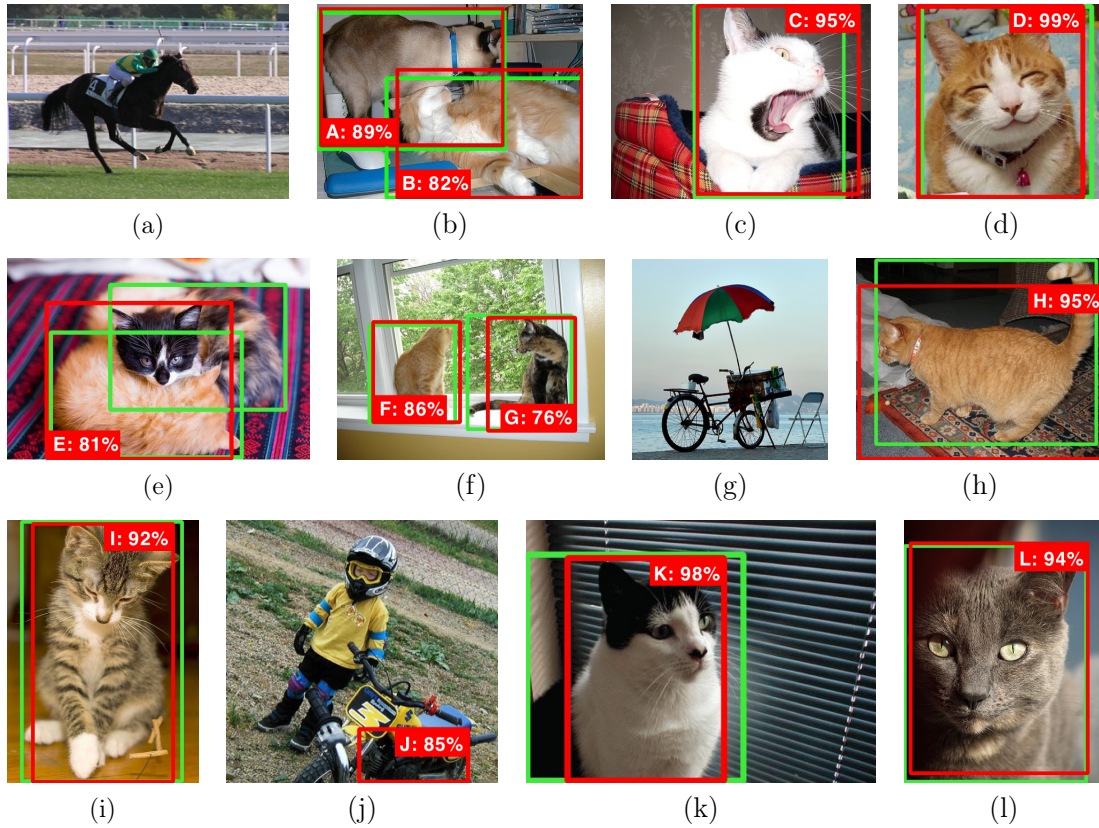 A: 89%
B: 82%
C: 95%
D: 99%
(a)
(b)
(c)
(d)
E: 81%
F: 86%
G: 76%
H: 95%
(e)
(f)
(g)
(h)
I: 92%
J: 85%
K: 98%
L: 94%
(i)
(j)
(k)
(l)